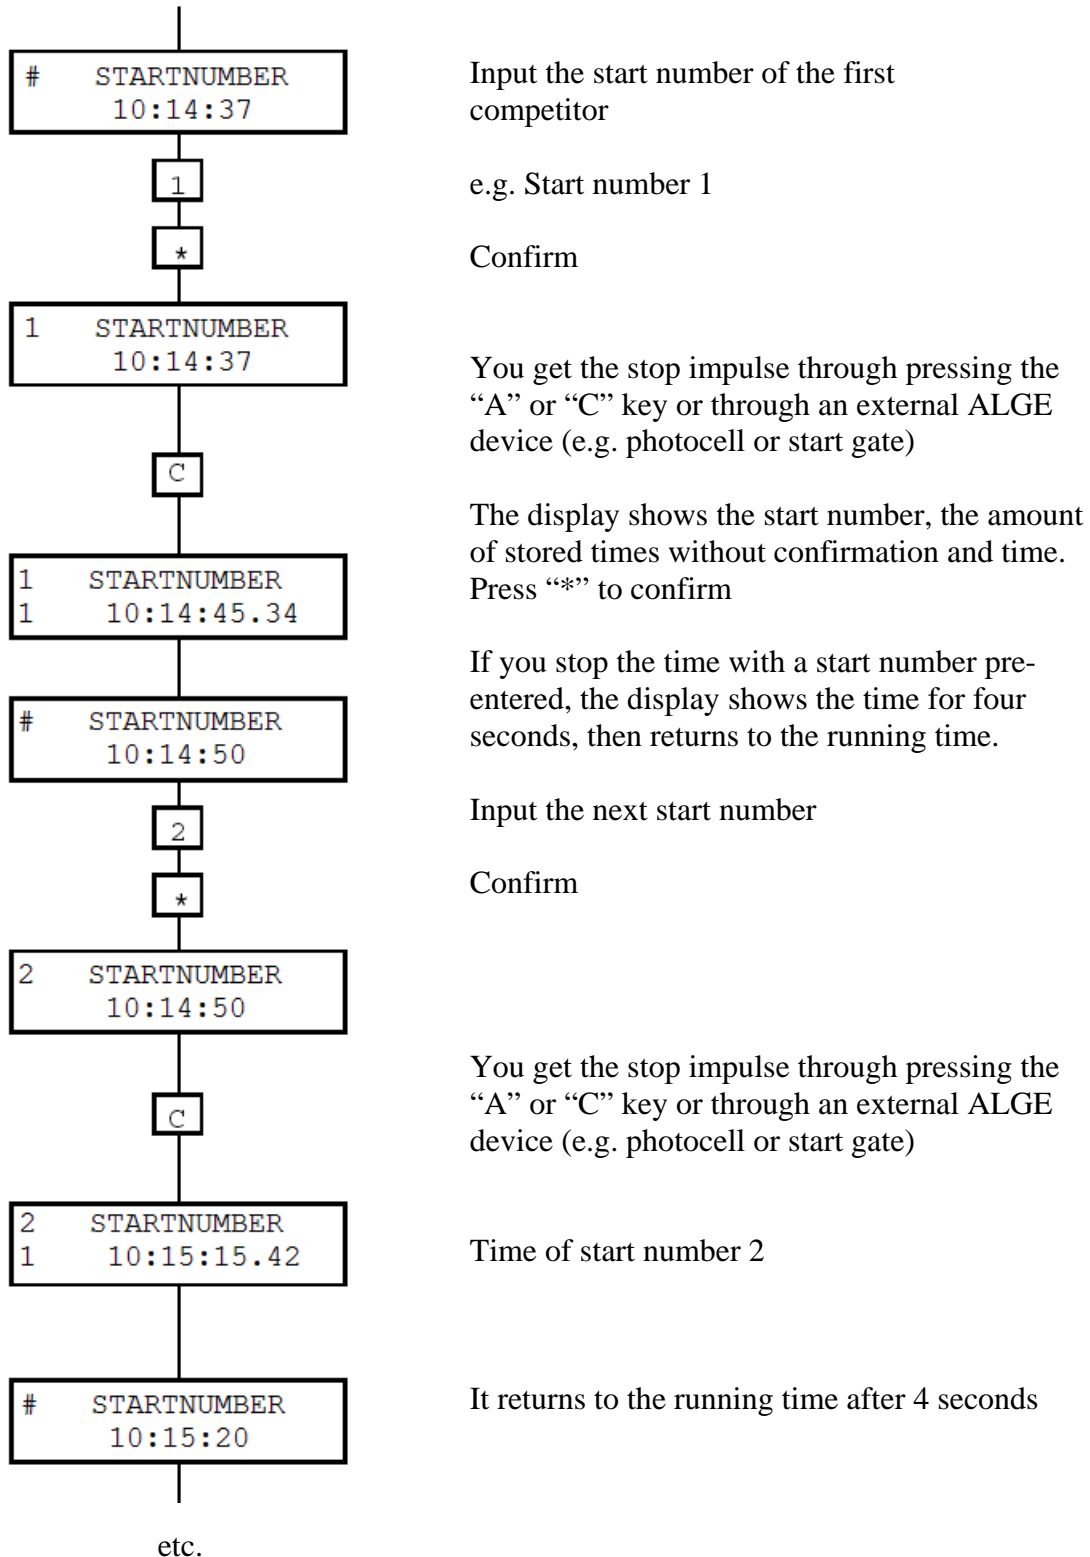 # STARTNUMBER
10:14:37
Input the start number of the first
competitor
1
e.g. Start number 1
*
Confirm
1 STARTNUMBER
10:14:37
You get the stop impulse through pressing the
“A” or “C” key or through an external ALGE
device (e.g. photocell or start gate)
C
1 STARTNUMBER
1 10:14:45.34
The display shows the start number, the amount
of stored times without confirmation and time.
Press “*” to confirm
# STARTNUMBER
10:14:50
If you stop the time with a start number pre-
entered, the display shows the time for four
seconds, then returns to the running time.
2
Input the next start number
*
Confirm
2 STARTNUMBER
10:14:50
You get the stop impulse through pressing the
“A” or “C” key or through an external ALGE
device (e.g. photocell or start gate)
C
2 STARTNUMBER
1 10:15:15.42
Time of start number 2
# STARTNUMBER
10:15:20
It returns to the running time after 4 seconds
etc.